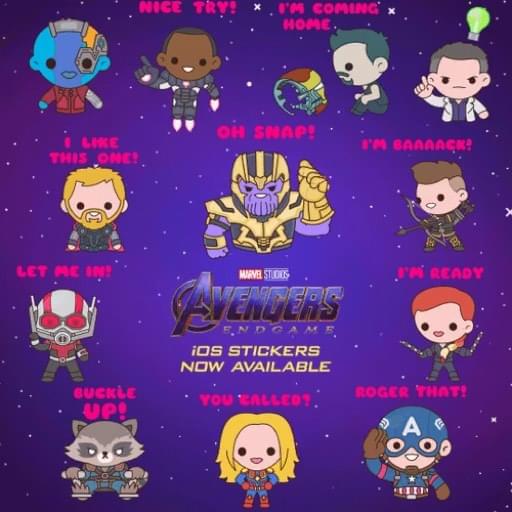 NICE TRY!
I'M COMING
HOME
I LIKE
THIS ONE!
OH SNAP!
I'M BAAAACK!
LET ME IN!
MARVEL STUDIOS
AVENGERS
ENDGAME
iOS STICKERS
NOW AVAILABLE
I'M READY
BUCKLE
UP!
YOU CALLED?
ROGER THAT!
A